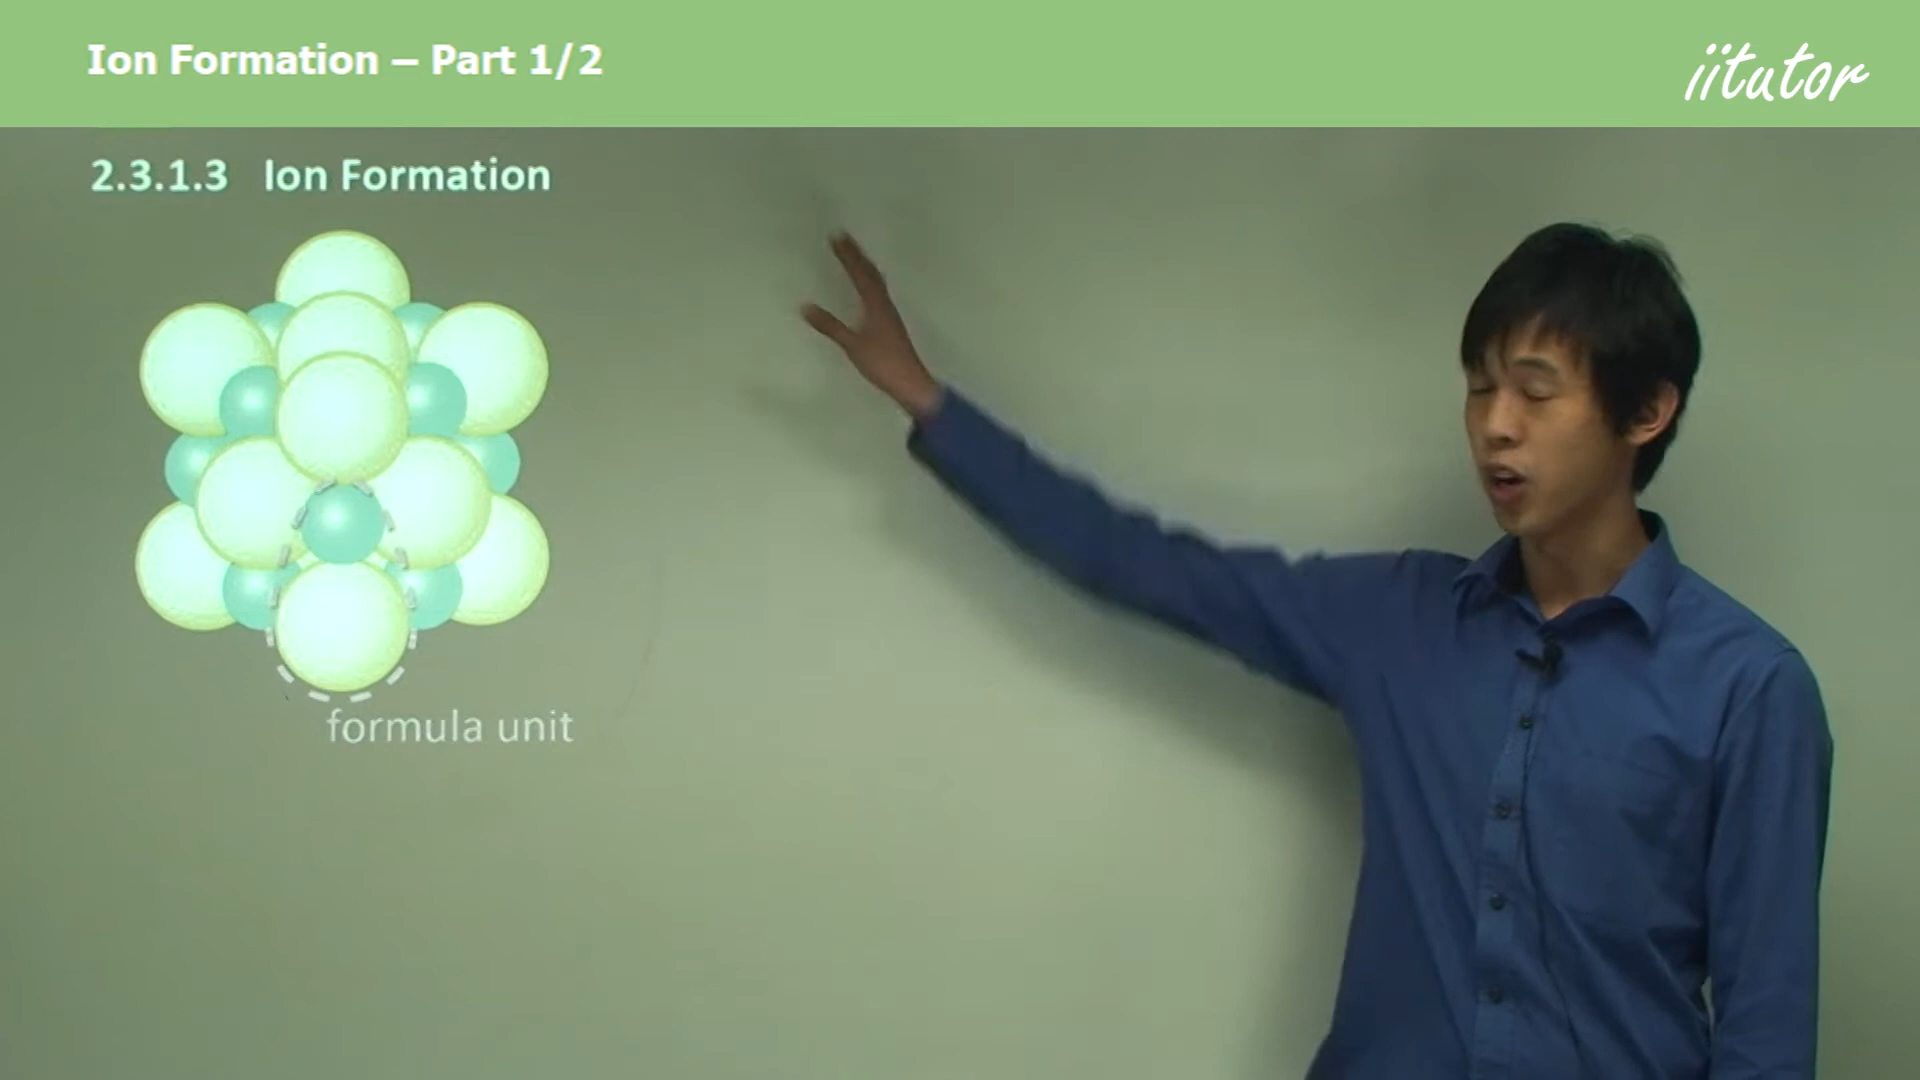 Ion Formation – Part 1/2
iitutor
2.3.1.3 Ion Formation
formula unit